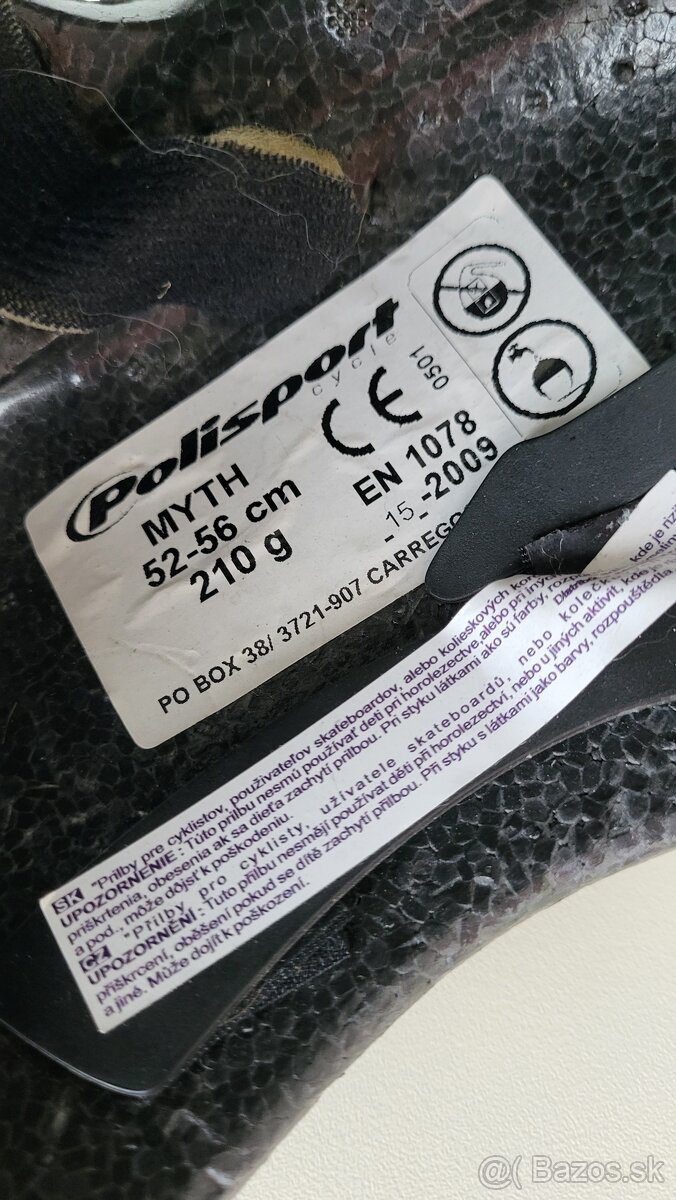 Polisport
cycle
MYTH
52-56 cm
210 g
CE 0501
EN 1078
-15-2009
PO BOX 38/ 3721-907 CARREGO
SK "Prilby pre cyklistov, používateľov skateboardov, alebo kolieskových
UPOZORNENIE: Túto prilbu nesmú používať deti pri horolezectve, alebo pri iných kde je
priškrtenia, obesenia ak sa dieťa zachytí prilbou. Pri styku látkami ako sú farby,
a pod., môže dôjsť k poškodeniu.
CZ "Přilby pro cyklisty, uživatele skateboardů, nebo
UPOZORNĚNÍ: Tuto přilbu nesmějí používat děti při horolezectví, nebo u jiných aktivit, kde
přiškrcení, oběšení pokud se dítě zachytí přilbou. Při styku s látkami jako barvy, rozpouštědla
a jiné. Může dojít k poškození.
@( Bazos.sk